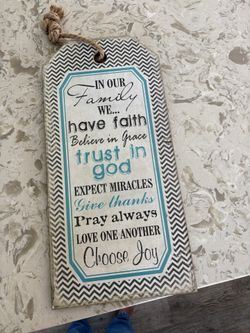 IN OUR
Family
WE...
have faith
Believe in Grace
trust in
god
EXPECT MIRACLES
Give thanks
Pray always
LOVE ONE ANOTHER
Choose Joy